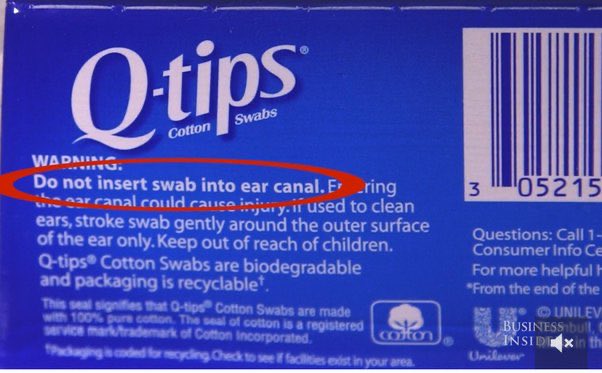 Q-tips®
Cotton Swabs
WARNING:
Do not insert swab into ear canal. Entering
the ear canal could cause injury. If used to clean
ears, stroke swab gently around the outer surface
of the ear only. Keep out of reach of children.
Q-tips® Cotton Swabs are biodegradable
and packaging is recyclable†.
This seal signifies that Q-tips® Cotton Swabs are made
with 100% pure cotton. The seal of cotton is a registered
service mark/trademark of Cotton Incorporated.
†Packaging is coded for recycling. Check to see if facilities exist in your area.
cotton®
3 05215
Questions: Call 1-
Consumer Info Ce
For more helpful h
*From the end of the
© UNILEV
in the
Unilever
BUSINESS
INSIDER